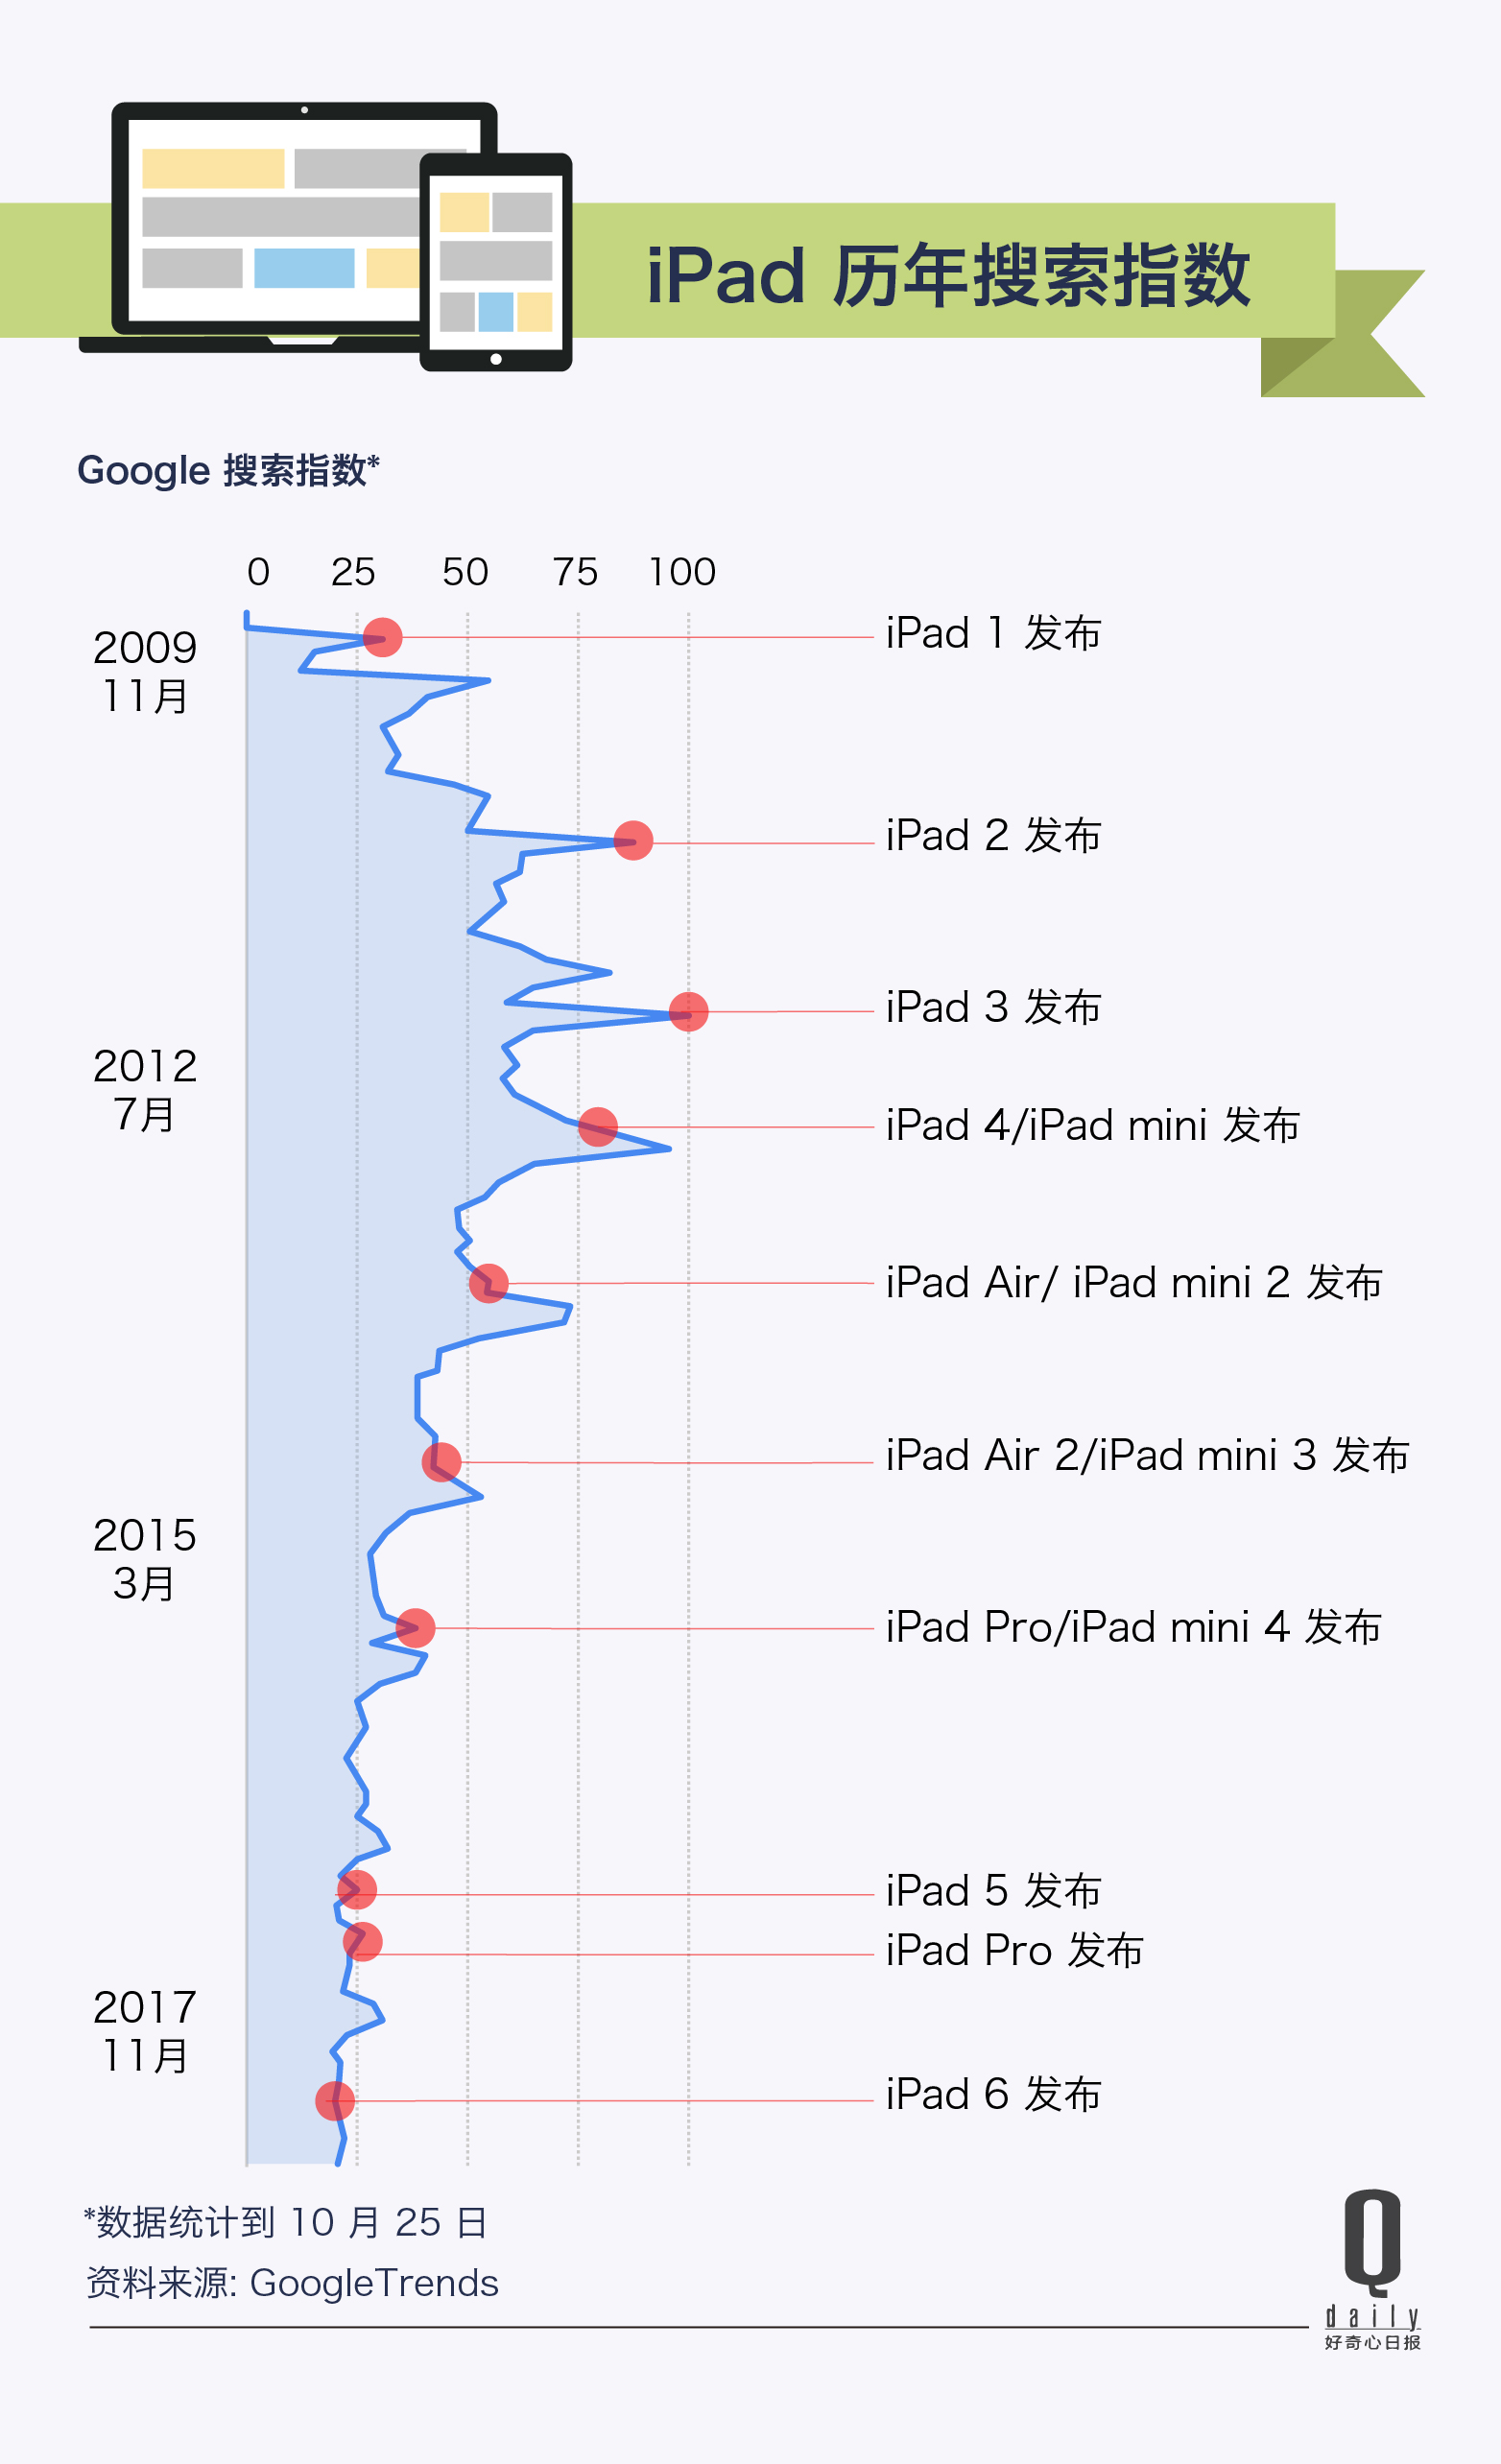 iPad 历年搜索指数
Google 搜索指数*
0 25 50 75 100
2009
11月
iPad 1 发布
iPad 2 发布
iPad 3 发布
2012
7月
iPad 4/iPad mini 发布
iPad Air/ iPad mini 2 发布
iPad Air 2/iPad mini 3 发布
2015
3月
iPad Pro/iPad mini 4 发布
iPad 5 发布
iPad Pro 发布
2017
11月
iPad 6 发布
*数据统计到 10 月 25 日
资料来源: GoogleTrends
Q
daily
好奇心日报